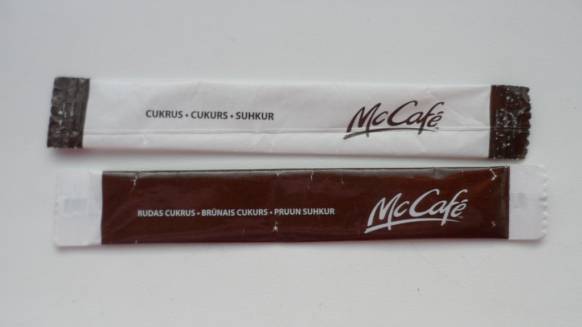 CUKRUS • CUKURS • SUHKUR
McCafé
RUDAS CUKRUS • BRŪNAIS CUKURS • PRUUN SUHKUR
McCafé